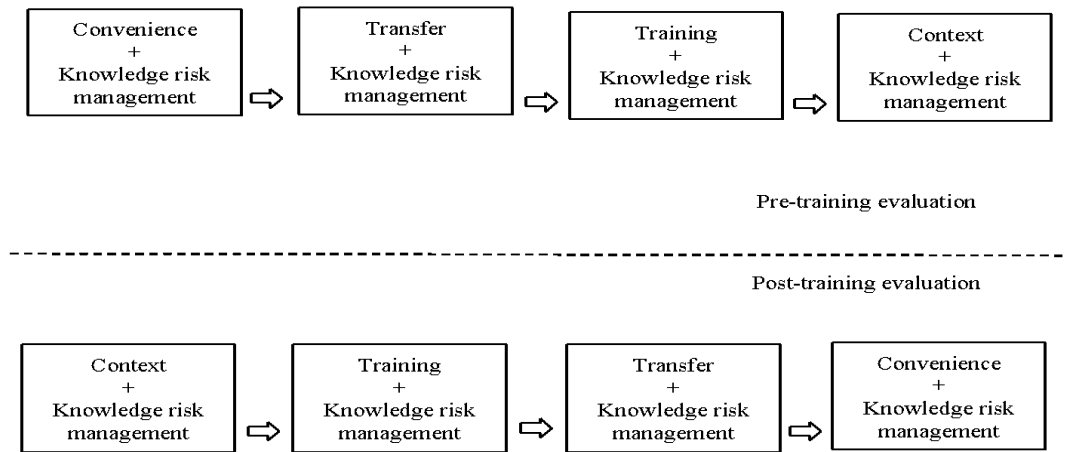 Convenience
+
Knowledge risk
management
Transfer
+
Knowledge risk
management
Training
+
Knowledge risk
management
Context
+
Knowledge risk
management
Pre-training evaluation
Post-training evaluation
Context
+
Knowledge risk
management
Training
+
Knowledge risk
management
Transfer
+
Knowledge risk
management
Convenience
+
Knowledge risk
management